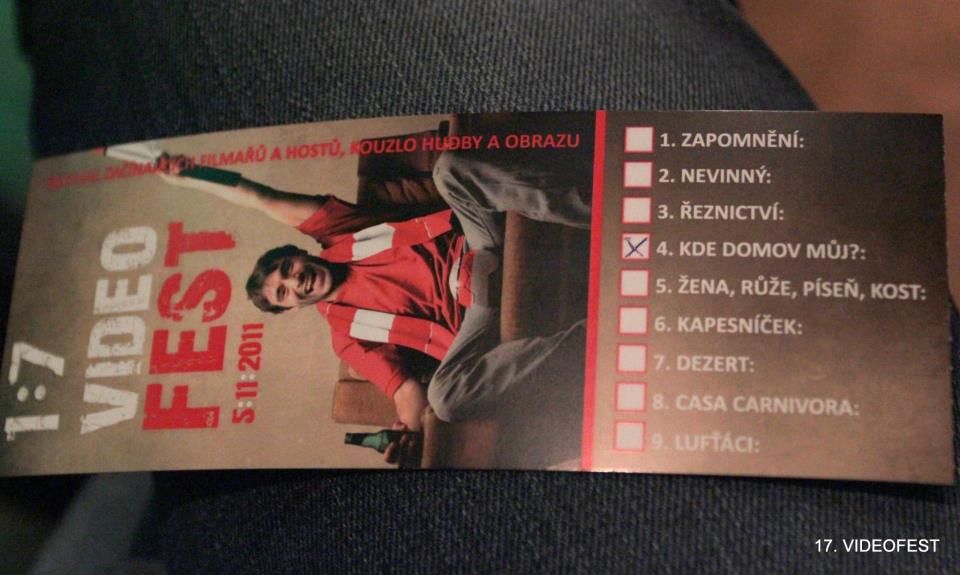 ZAČÍNAJÍCÍCH FILMAŘŮ A HOSTŮ, KOUZLO HUDBY A OBRAZU
1:7
VIDEO
FEST
5:11:2011
1. ZAPOMNĚNÍ:
2. NEVINNÝ:
3. ŘEZNICTVÍ:
4. KDE DOMOV MŮJ?:
5. ŽENA, RŮŽE, PÍSEŇ, KOST:
6. KAPESNÍČEK:
7. DEZERT:
8. CASA CARNIVORA:
9. LUFŤÁCI:
17. VIDEOFEST